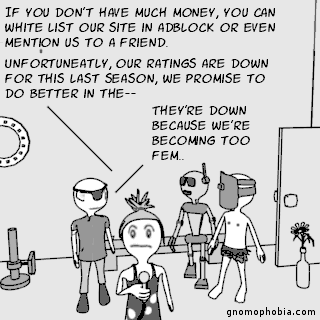 IF YOU DON'T HAVE MUCH MONEY, YOU CAN
WHITE LIST OUR SITE IN ADBLOCK OR EVEN
MENTION US TO A FRIEND.
UNFORTUNEATLY, OUR RATINGS ARE DOWN
FOR THIS LAST SEASON, WE PROMISE TO
DO BETTER IN THE--
THEY'RE DOWN
BECAUSE WE'RE
BECOMING TOO
FEM..
gnomophobia.com